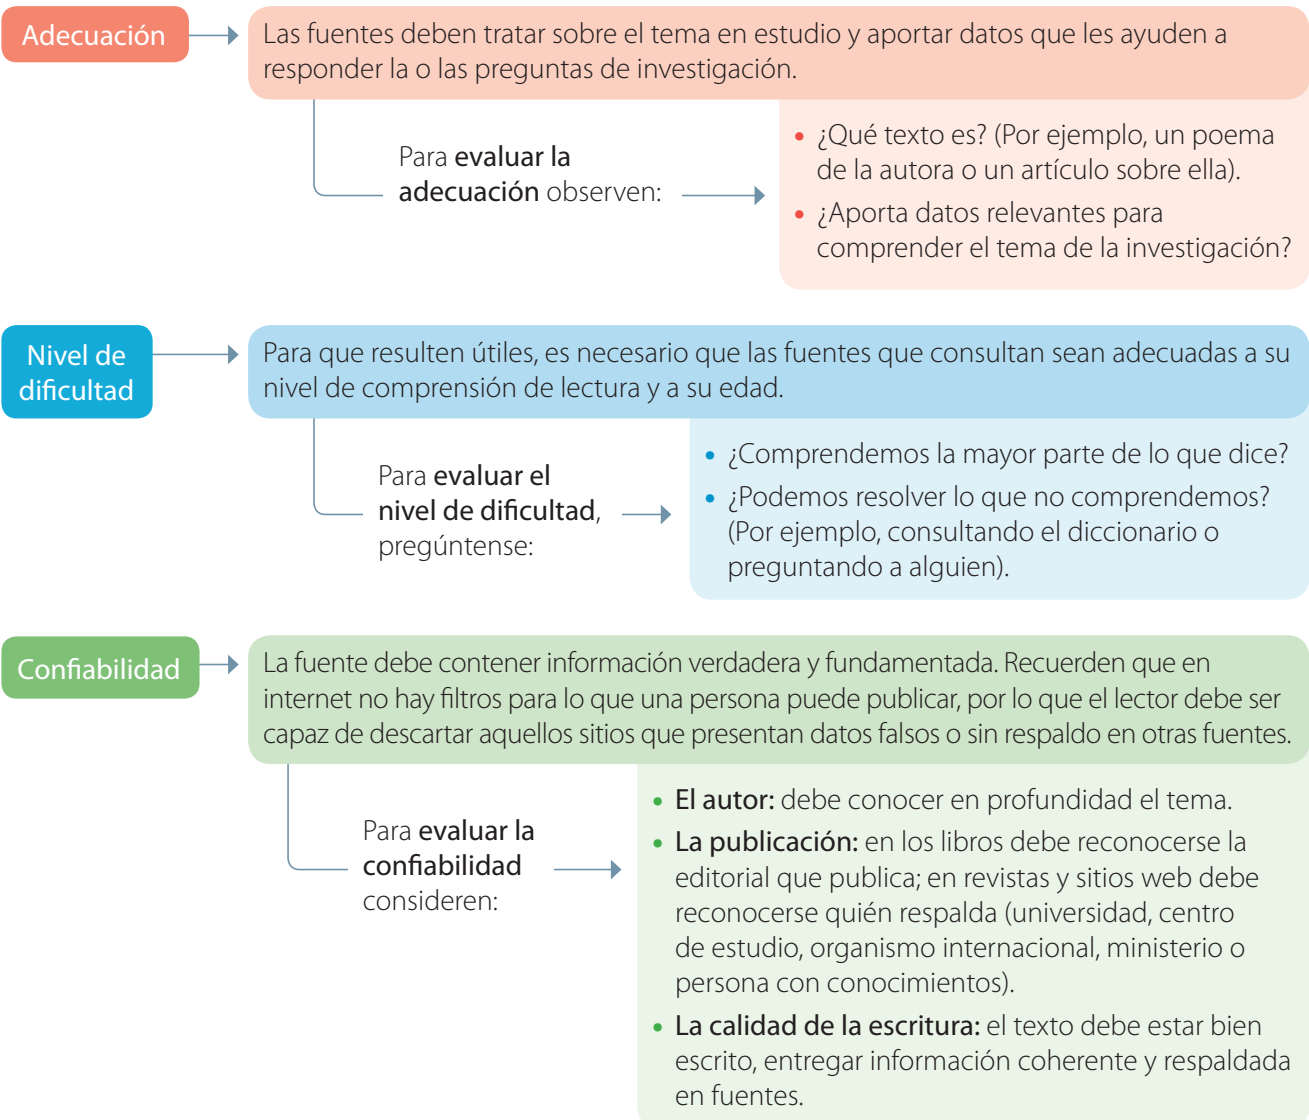 Adecuación
Las fuentes deben tratar sobre el tema en estudio y aportar datos que les ayuden a
responder la o las preguntas de investigación.
Para evaluar la
adecuación observen:
• ¿Qué texto es? (Por ejemplo, un poema
de la autora o un artículo sobre ella).
• ¿Aporta datos relevantes para
comprender el tema de la investigación?
Nivel de
dificultad
Para que resulten útiles, es necesario que las fuentes que consultan sean adecuadas a su
nivel de comprensión de lectura y a su edad.
Para evaluar el
nivel de dificultad,
pregúntense:
• ¿Comprendemos la mayor parte de lo que dice?
• ¿Podemos resolver lo que no comprendemos?
(Por ejemplo, consultando el diccionario o
preguntando a alguien).
Confiabilidad
La fuente debe contener información verdadera y fundamentada. Recuerden que en
internet no hay filtros para lo que una persona puede publicar, por lo que el lector debe ser
capaz de descartar aquellos sitios que presentan datos falsos o sin respaldo en otras fuentes.
Para evaluar la
confiabilidad
consideren:
• El autor: debe conocer en profundidad el tema.
• La publicación: en los libros debe reconocerse la
editorial que publica; en revistas y sitios web debe
reconocerse quién respalda (universidad, centro
de estudio, organismo internacional, ministerio o
persona con conocimientos).
• La calidad de la escritura: el texto debe estar bien
escrito, entregar información coherente y respaldada
en fuentes.